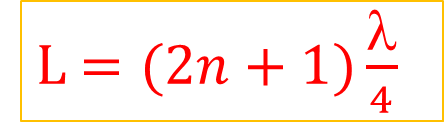 L = (2n + 1) λ/4